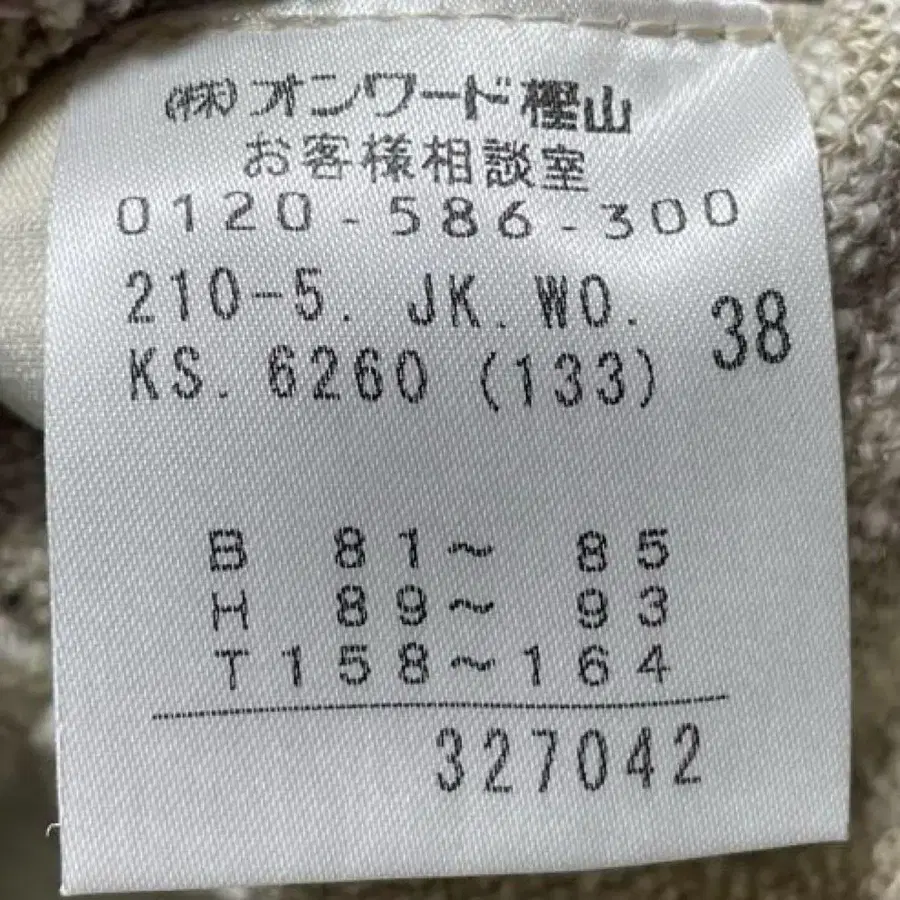 (株)オンワード樫山
お客様相談室
0120-586-300
210-5. JK.WO.
38
KS.6260(133)
B 81~ 85
H 89~ 93
T158~164
327042